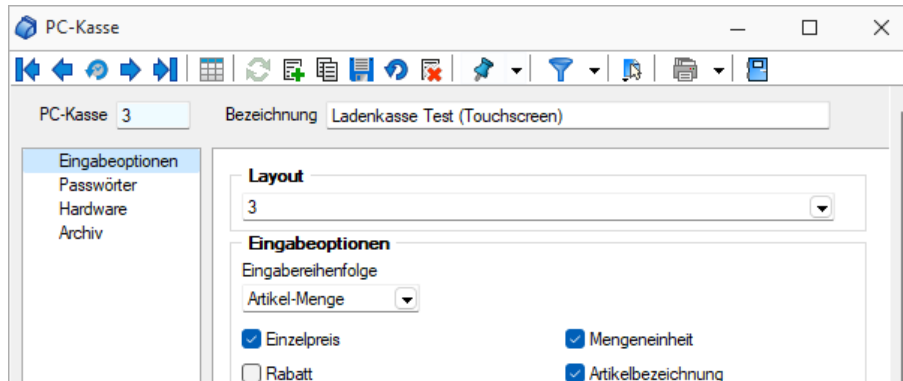 PC-Kasse
PC-Kasse 3 Bezeichnung Ladenkasse Test (Touchscreen)
Eingabeoptionen
Passwörter
Hardware
Archiv
Layout
3
Eingabeoptionen
Eingabereihenfolge
Artikel-Menge
Einzelpreis Mengeneinheit
Rabatt Artikelbezeichnung